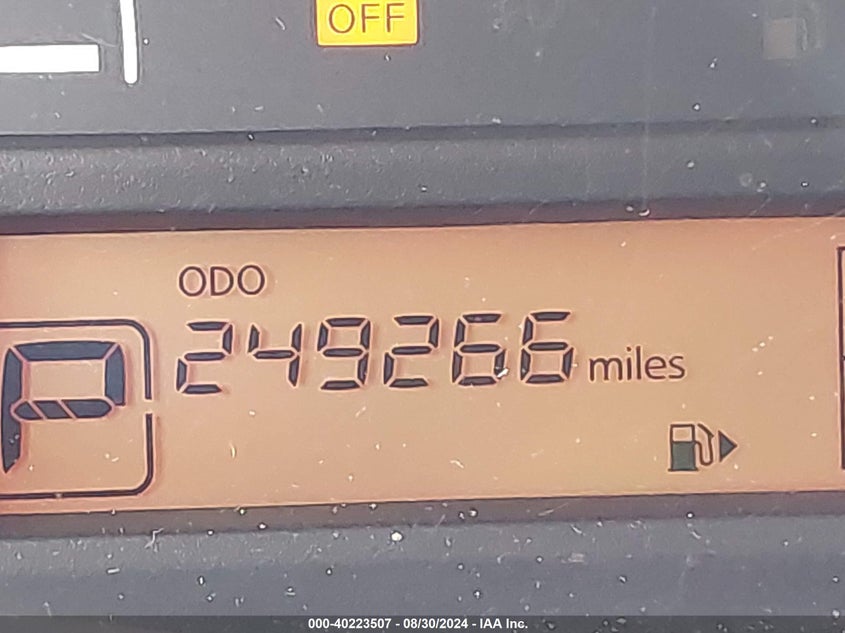 OFF
ODO
P 249266 miles
000-40223507 - 08/30/2024 - IAA Inc.